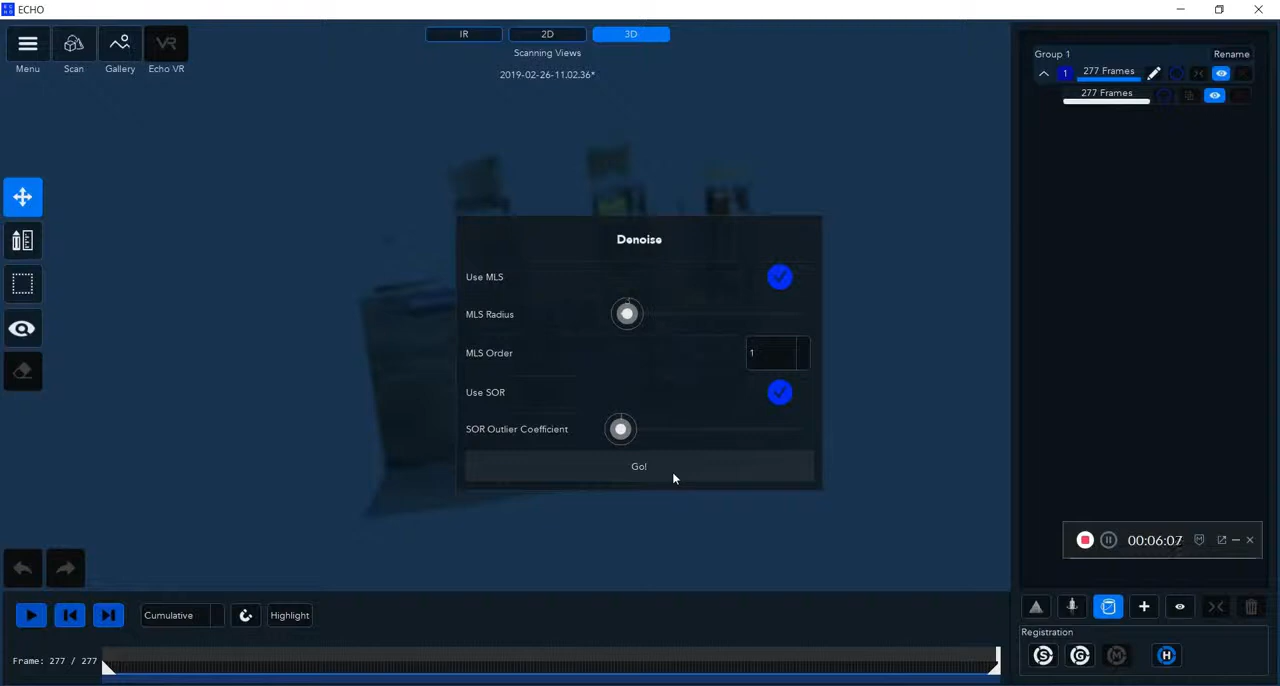 ECHO
Menu
Scan
Gallery
VR
Echo VR
IR
2D
3D
Scanning Views
2019-02-26-11.02.36*
Group 1
Rename
1
277 Frames
277 Frames
Denoise
Use MLS
MLS Radius
MLS Order
1
Use SOR
SOR Outlier Coefficient
Go!
00:06:07
Cumulative
Highlight
Frame: 277 / 277
Registration
S
G
M
H